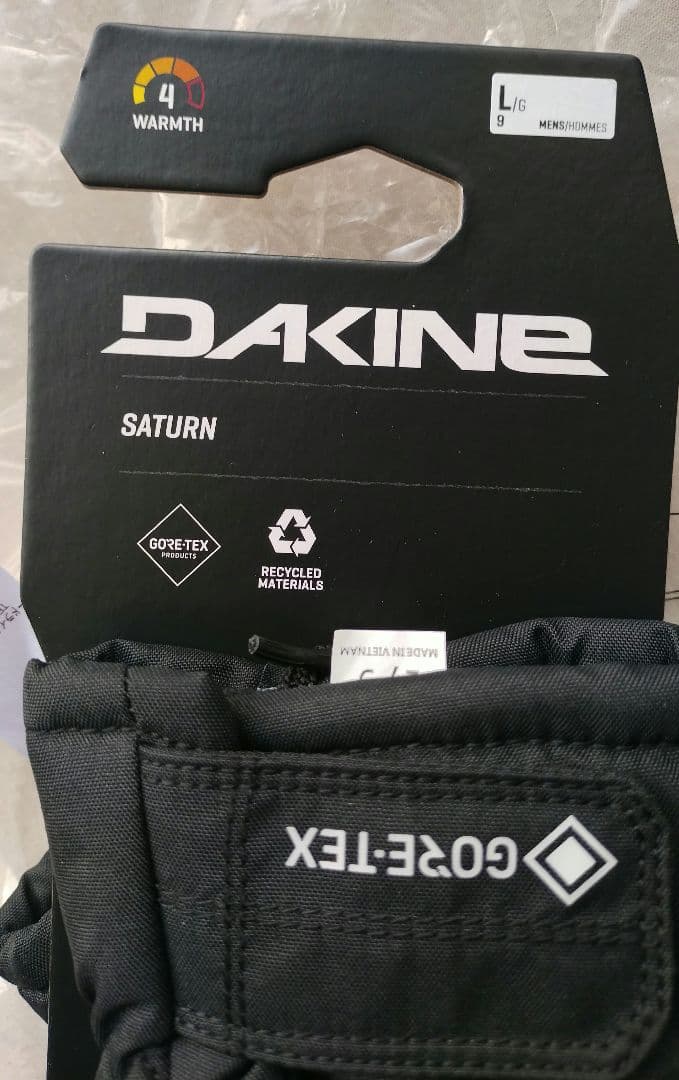 4
WARMTH
L/G
9 MENS/HOMMES
DAKINE
SATURN
GORE-TEX
PRODUCTS
RECYCLED
MATERIALS
MADE IN VIETNAM
GORE-TEX